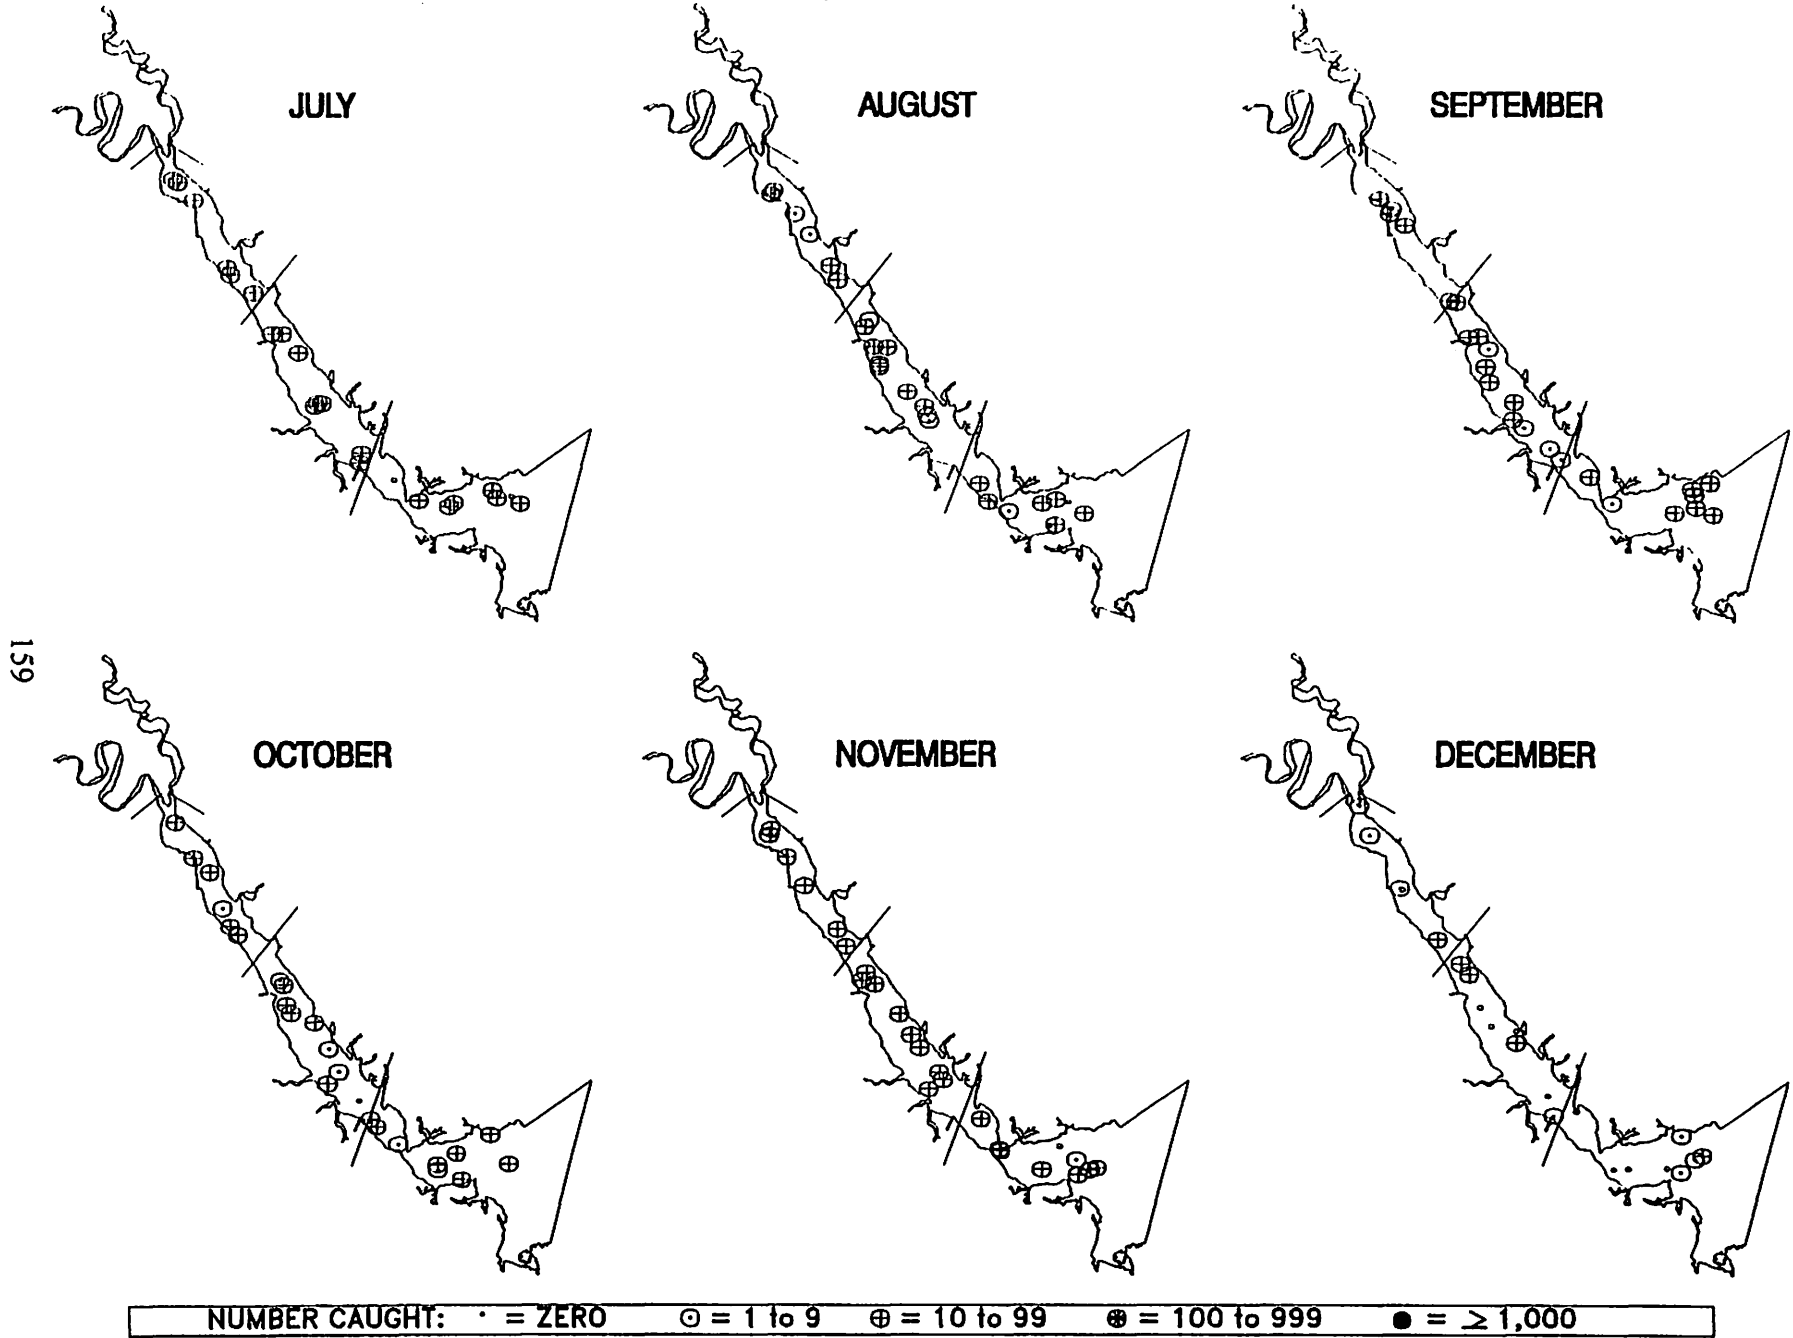 JULY AUGUST SEPTEMBER
159
OCTOBER NOVEMBER DECEMBER
NUMBER CAUGHT: · = ZERO ⊙ = 1 to 9 ⊕ = 10 to 99 ⊛ = 100 to 999 ● = ≥ 1,000